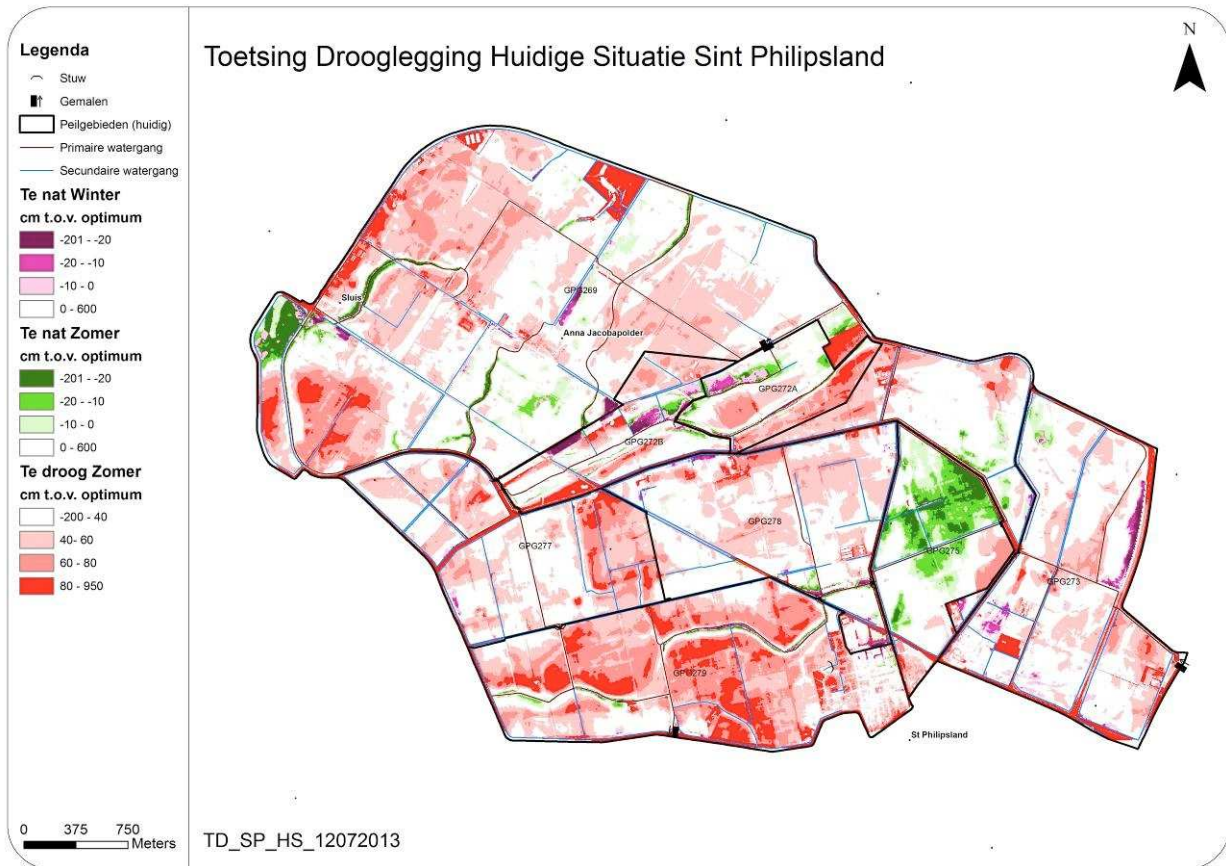 Legenda
Stuw
Gemalen
Peilgebieden (huidig)
Primaire watergang
Secundaire watergang
Te nat Winter
cm t.o.v. optimum
-201 - -20
-20 - -10
-10 - 0
0 - 600
Te nat Zomer
cm t.o.v. optimum
-201 - -20
-20 - -10
-10 - 0
0 - 600
Te droog Zomer
cm t.o.v. optimum
-200 - 40
40 - 60
60 - 80
80 - 950
0 375 750
Meters
Toetsing Drooglegging Huidige Situatie Sint Philipsland
N
GPG269
Sluis
Anna Jacobapolder
GPG272A
GPG272B
GPG278
GPG277
GPG275
GPG273
GPG279
St Philipsland
TD_SP_HS_12072013